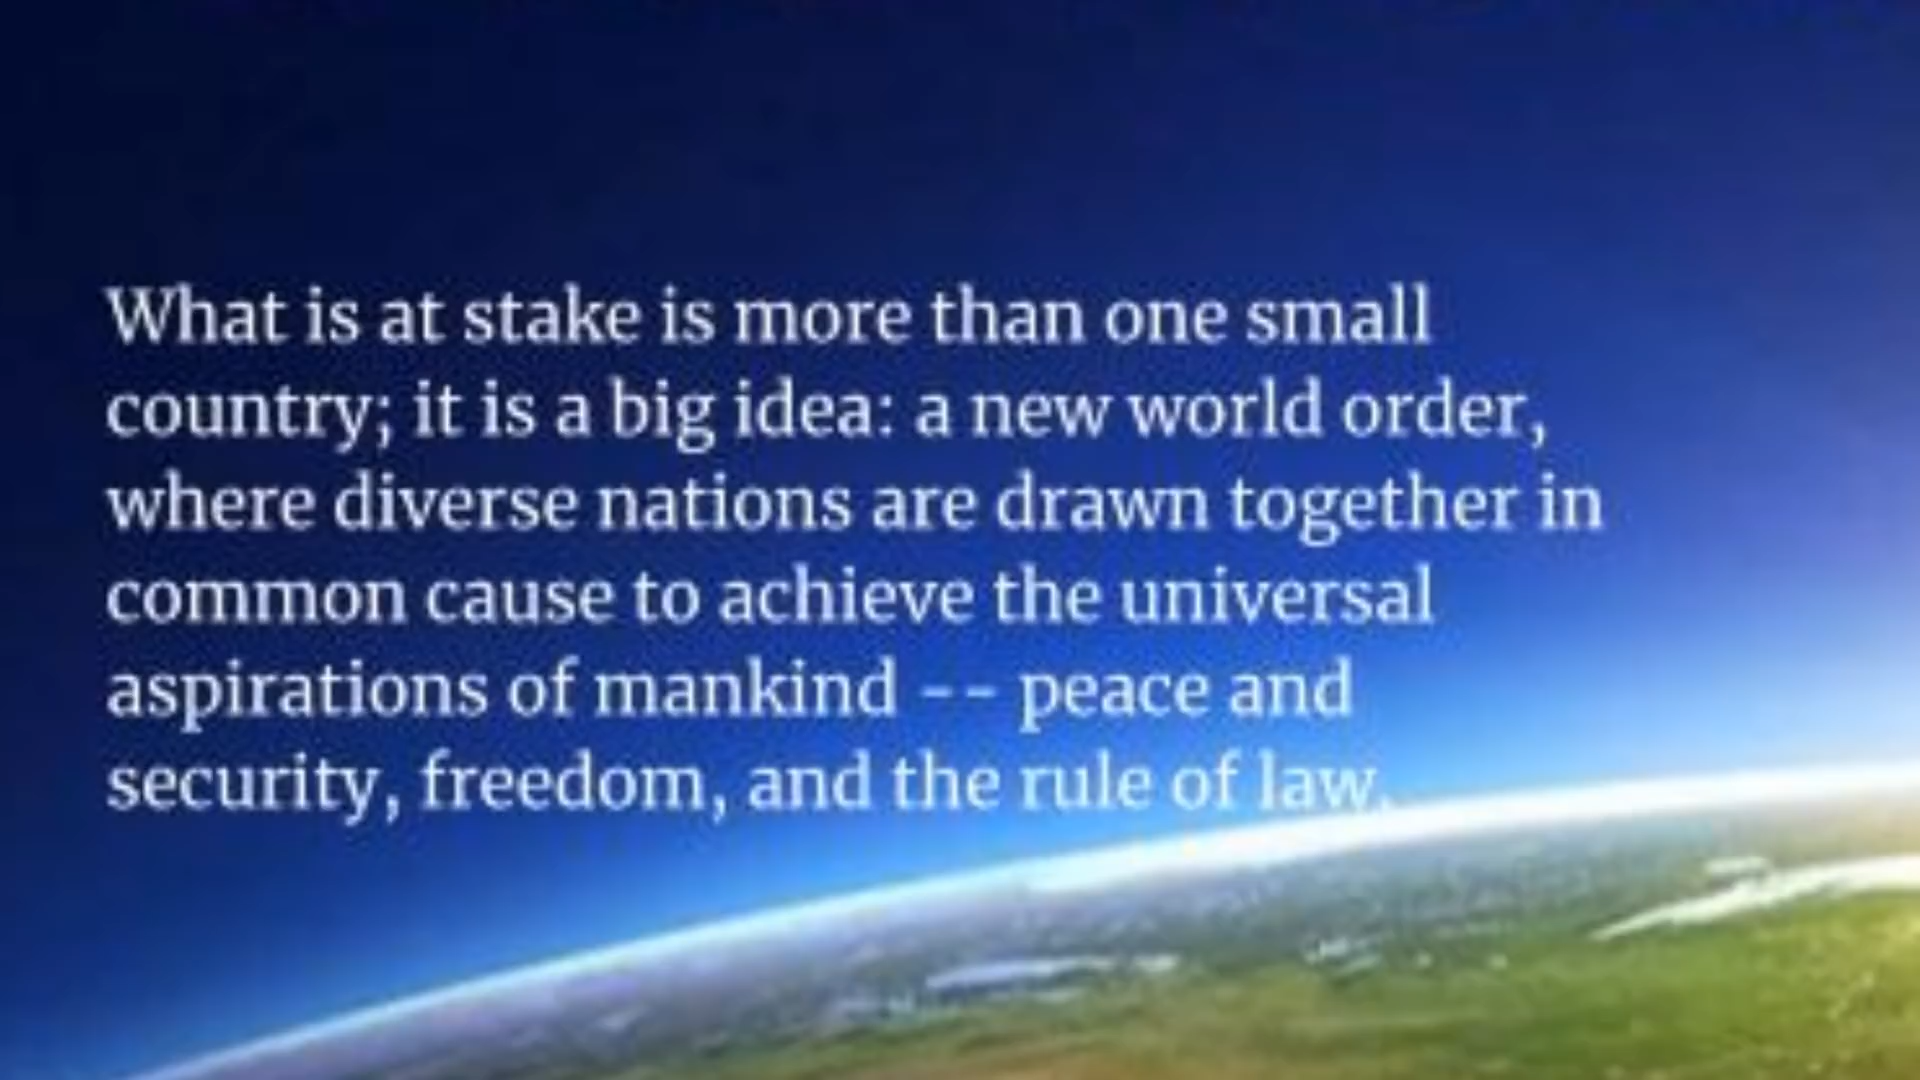 What is at stake is more than one small
country; it is a big idea: a new world order,
where diverse nations are drawn together in
common cause to achieve the universal
aspirations of mankind -- peace and
security, freedom, and the rule of law.